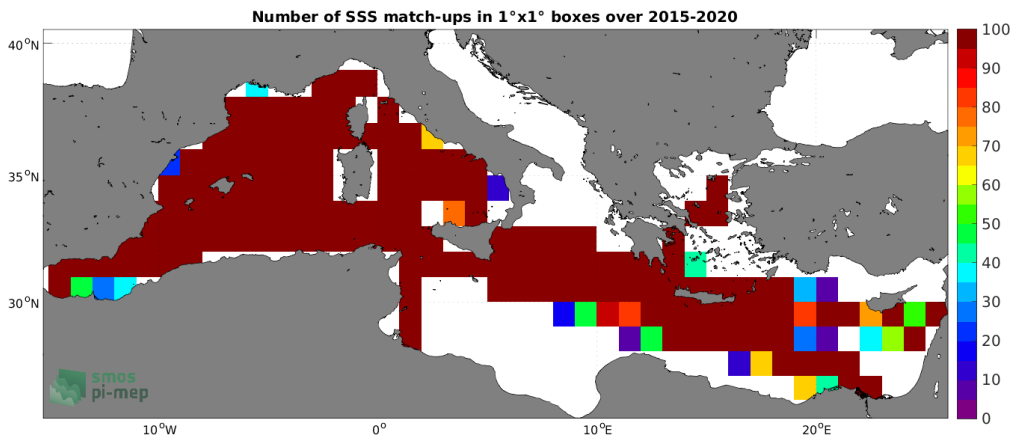 Number of SSS match-ups in 1°x1° boxes over 2015-2020
40°N
35°N
30°N
10°W
0°
10°E
20°E
100
90
80
70
60
50
40
30
20
10
0
smos
pi-mep